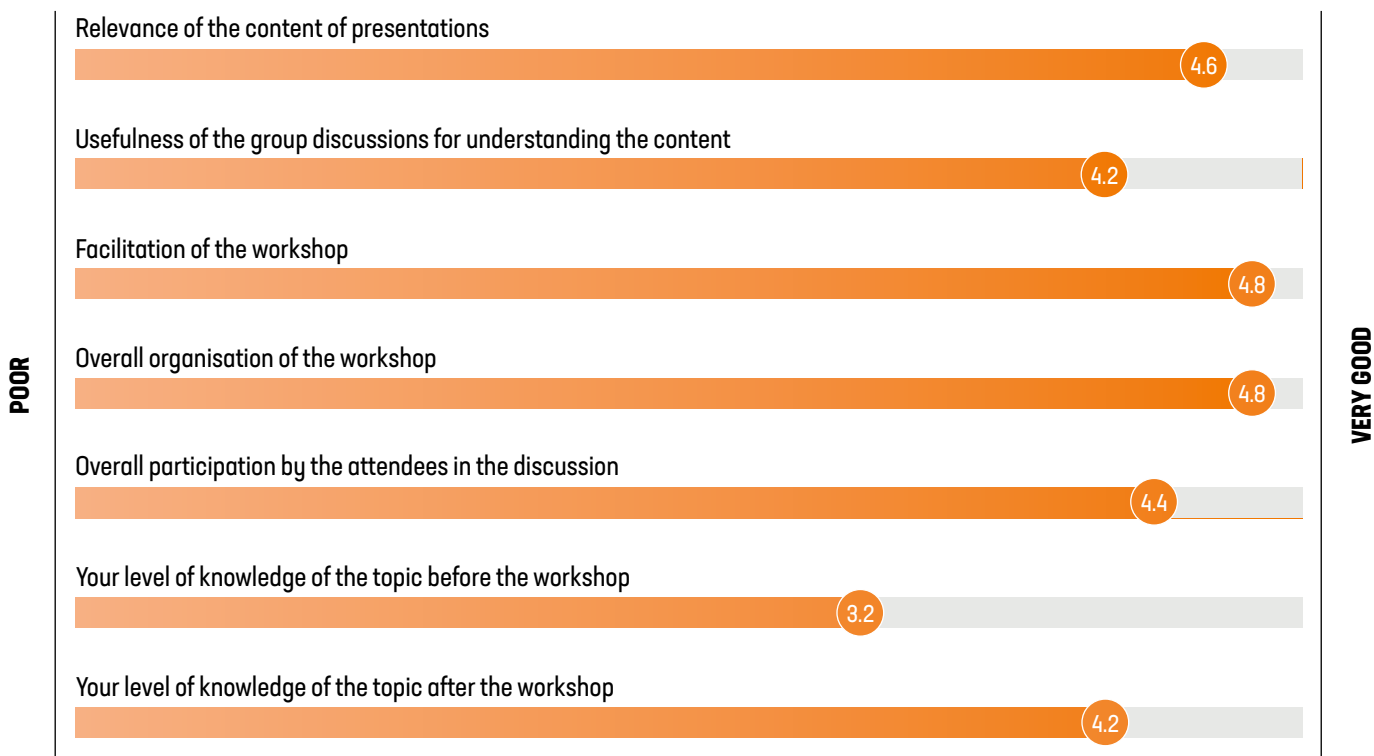 Relevance of the content of presentations
4.6
Usefulness of the group discussions for understanding the content
4.2
Facilitation of the workshop
4.8
POOR
Overall organisation of the workshop
4.8
VERY GOOD
Overall participation by the attendees in the discussion
4.4
Your level of knowledge of the topic before the workshop
3.2
Your level of knowledge of the topic after the workshop
4.2